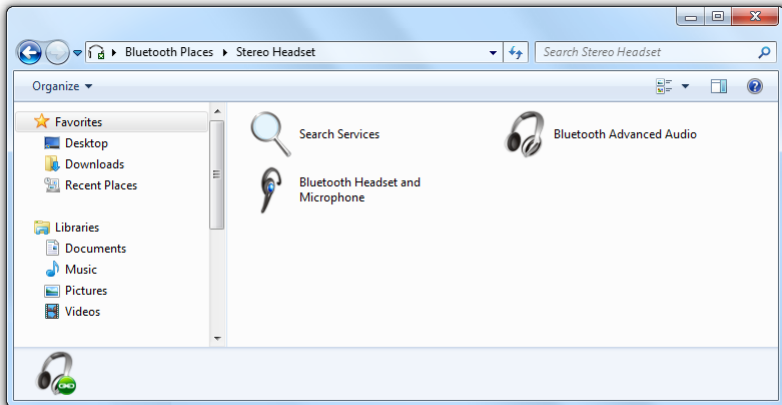 Bluetooth Places Stereo Headset
Search Stereo Headset
Organize
Favorites
Desktop
Downloads
Recent Places
Libraries
Documents
Music
Pictures
Videos
Search Services
Bluetooth Advanced Audio
Bluetooth Headset and
Microphone